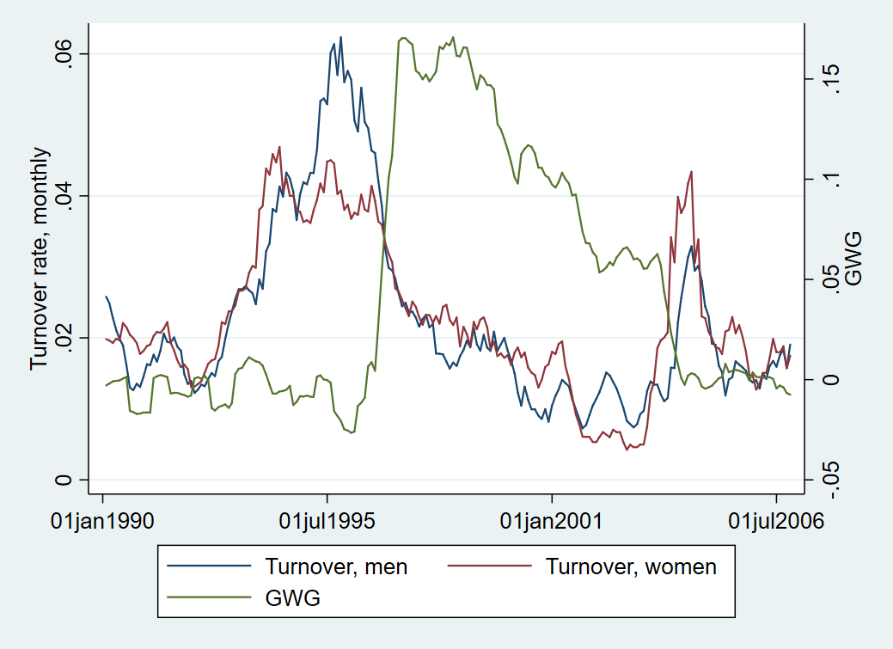 Turnover rate, monthly
.06
.04
.02
0
.15
.1
.05
0
-.05
GWG
01jan1990 01jul1995 01jan2001 01jul2006
Turnover, men Turnover, women
GWG